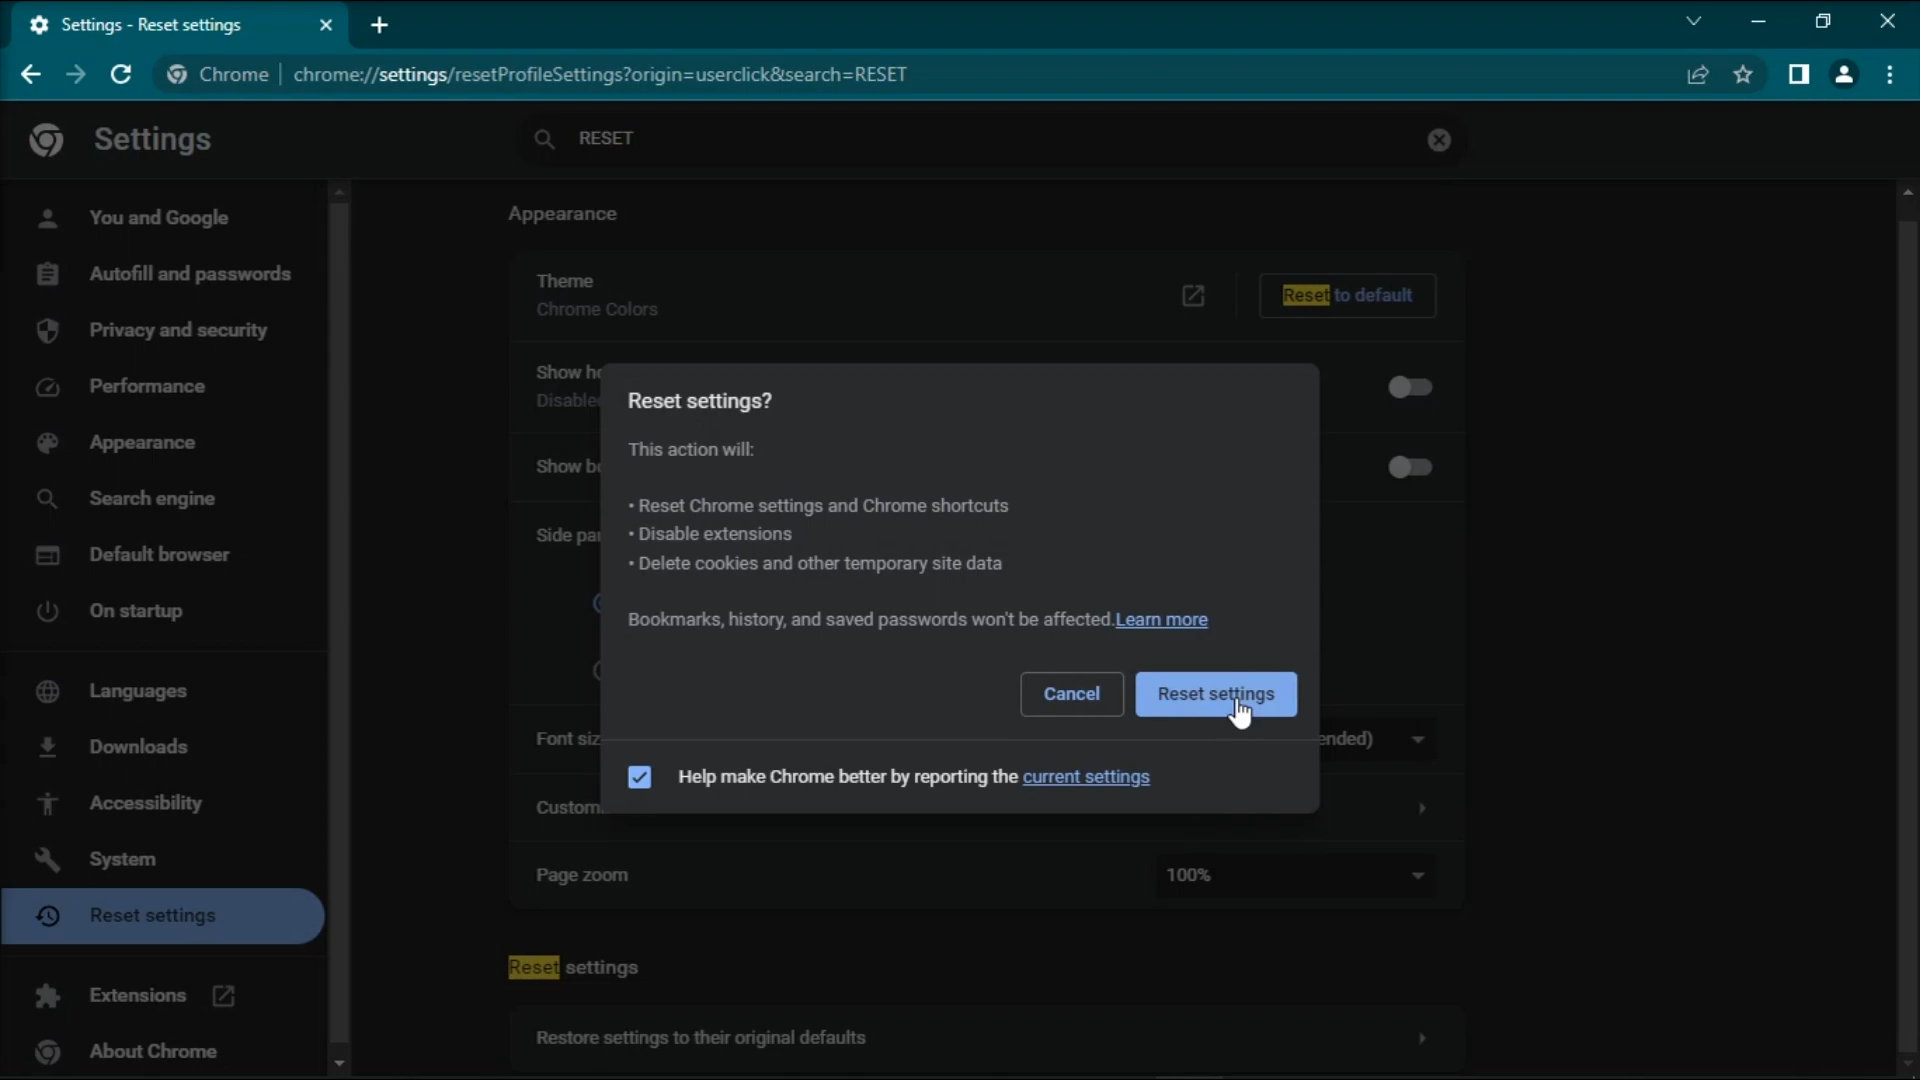 Settings - Reset settings
Chrome
chrome://settings/resetProfileSettings?origin=userclick&search=RESET
Settings
RESET
You and Google
Autofill and passwords
Privacy and security
Performance
Appearance
Search engine
Default browser
On startup
Languages
Downloads
Accessibility
System
Reset settings
Extensions
About Chrome
Appearance
Theme
Chrome Colors
Reset to default
Show
Disabled
Show
Side
Reset settings?
This action will:
• Reset Chrome settings and Chrome shortcuts
• Disable extensions
• Delete cookies and other temporary site data
Bookmarks, history, and saved passwords won't be affected.Learn more
Cancel
Reset settings
Help make Chrome better by reporting the current settings
Font
Page zoom
100%
Reset settings
Restore settings to their original defaults